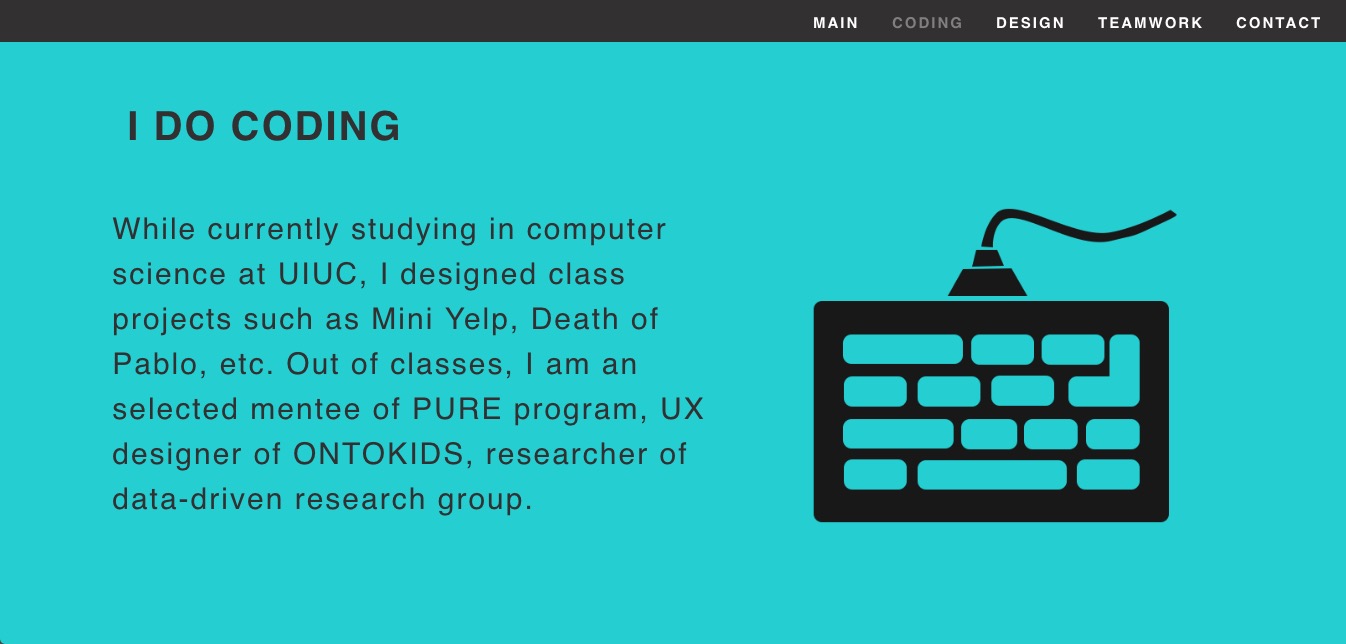 MAIN CODING DESIGN TEAMWORK CONTACT
I DO CODING
While currently studying in computer
science at UIUC, I designed class
projects such as Mini Yelp, Death of
Pablo, etc. Out of classes, I am an
selected mentee of PURE program, UX
designer of ONTOKIDS, researcher of
data-driven research group.